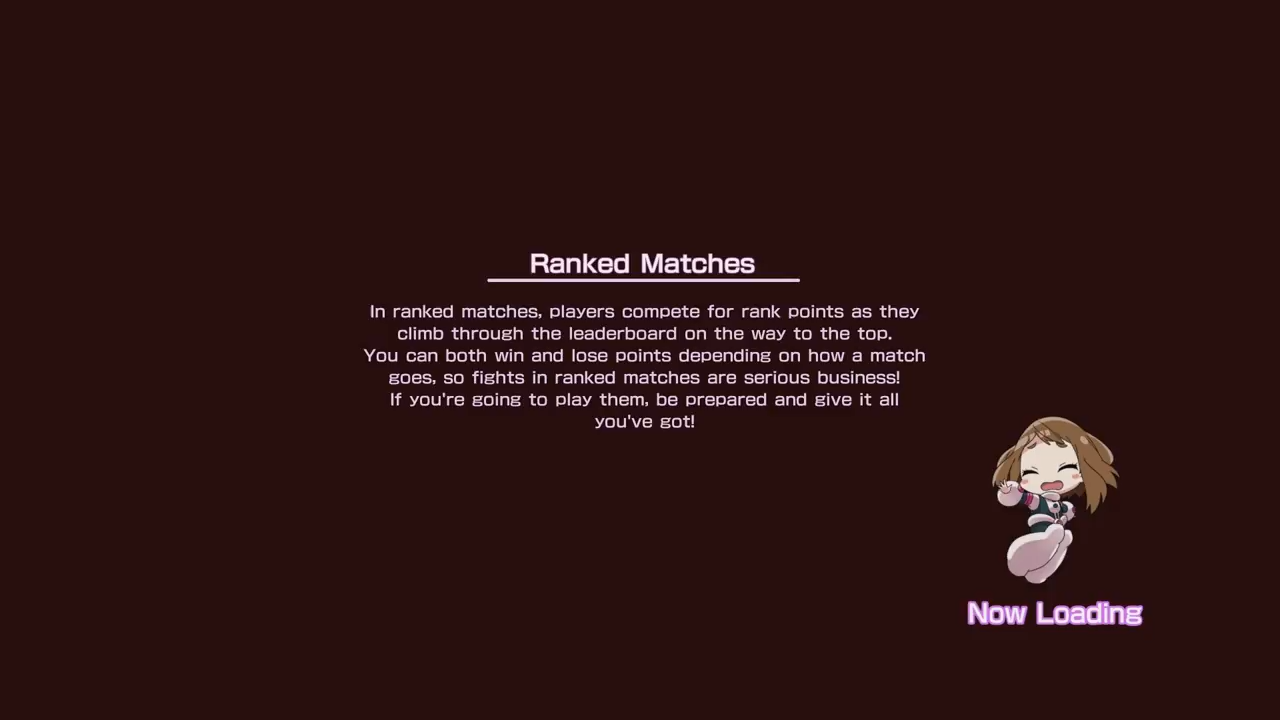 Ranked Matches
In ranked matches, players compete for rank points as they
climb through the leaderboard on the way to the top.
You can both win and lose points depending on how a match
goes, so fights in ranked matches are serious business!
If you're going to play them, be prepared and give it all
you've got!
Now Loading